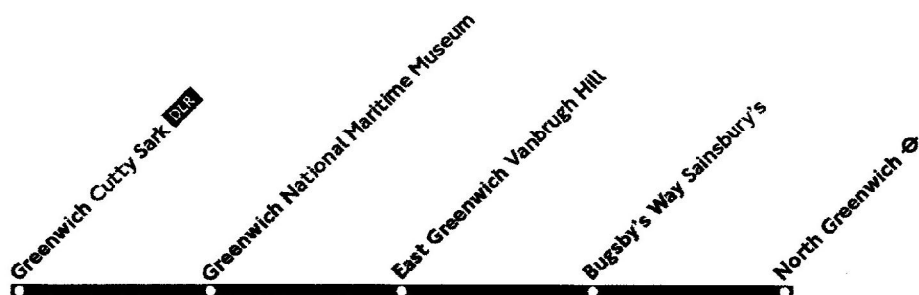 Greenwich Cutty Sark DLR
Greenwich National Maritime Museum
East Greenwich Vanbrugh Hill
Bugsby's Way Sainsbury's
North Greenwich